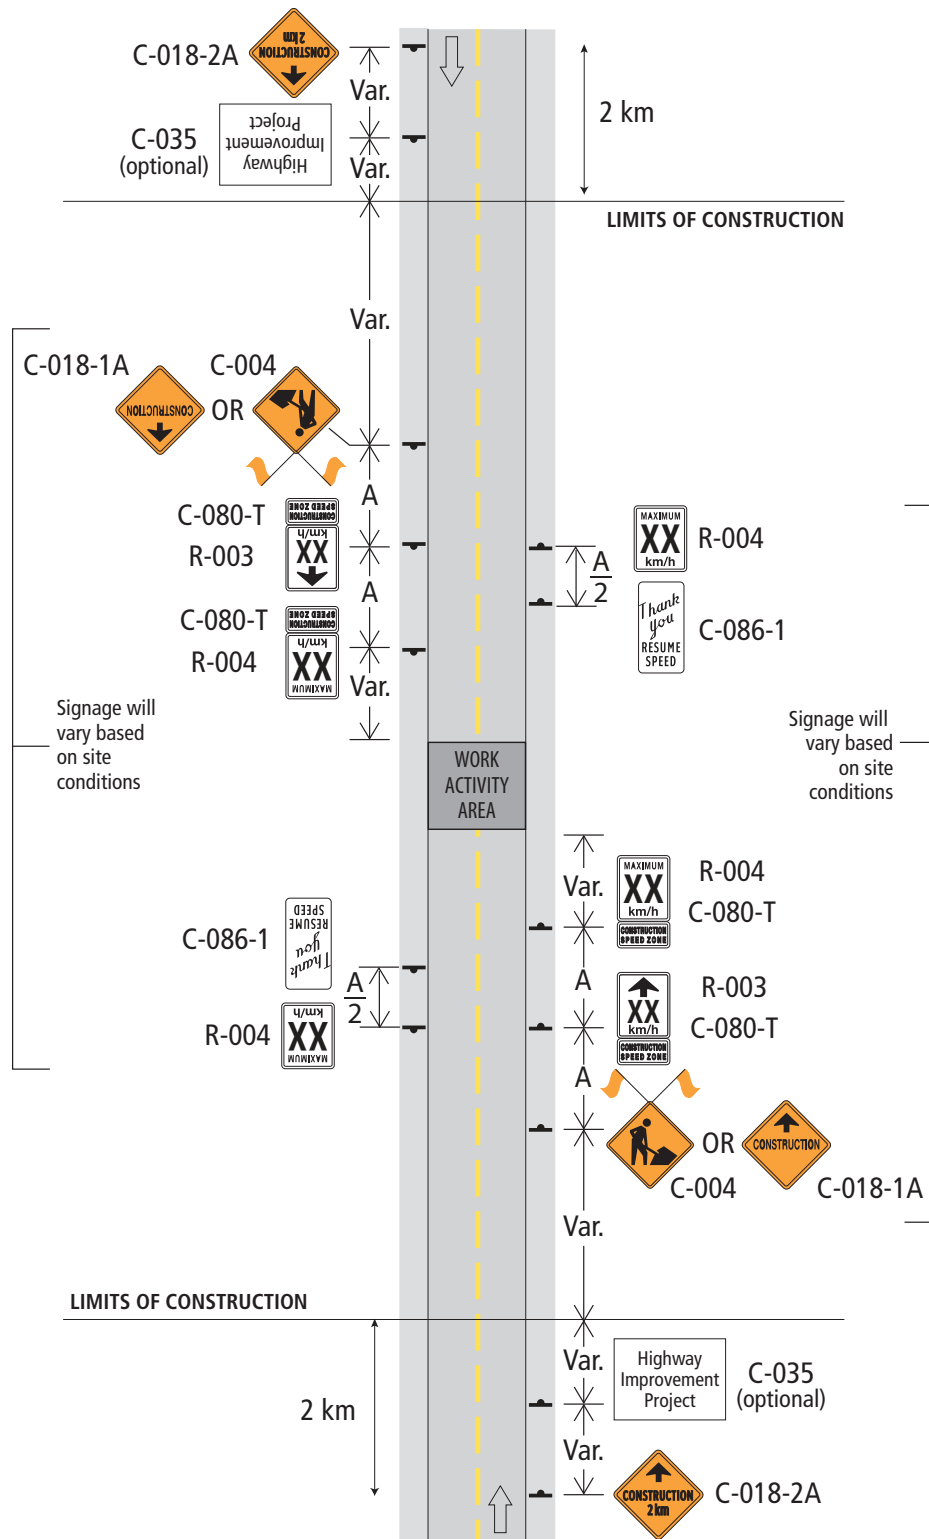 C-018-2A
CONSTRUCTION
2 km
Var.
2 km
C-035
(optional)
Highway
Improvement
Project
Var.
LIMITS OF CONSTRUCTION
Var.
C-018-1A
C-004
CONSTRUCTION
OR
A
C-080-T
CONSTRUCTION
SPEED ZONE
R-003
XX
km/h
A
C-080-T
CONSTRUCTION
SPEED ZONE
R-004
MAXIMUM
XX
km/h
Var.
MAXIMUM
XX
km/h
R-004
A
2
Thank
you
RESUME
SPEED
C-086-1
Signage will
vary based
on site
conditions
Signage will
vary based
on site
conditions
WORK
ACTIVITY
AREA
Var.
MAXIMUM
XX
km/h
R-004
CONSTRUCTION
SPEED ZONE
C-080-T
C-086-1
Thank
you
RESUME
SPEED
A
2
R-004
MAXIMUM
XX
km/h
A
XX
km/h
R-003
CONSTRUCTION
SPEED ZONE
C-080-T
A
OR
CONSTRUCTION
C-004
C-018-1A
Var.
LIMITS OF CONSTRUCTION
Var.
Highway
Improvement
Project
C-035
(optional)
2 km
Var.
CONSTRUCTION
2 km
C-018-2A